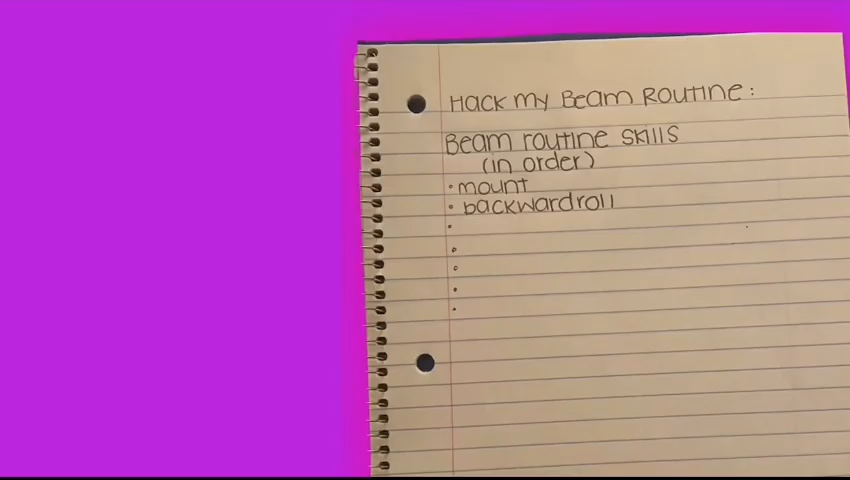 Hack my Beam Routine:
Beam routine skills
(in order)
• mount
• backward roll
•
•
•
•
•